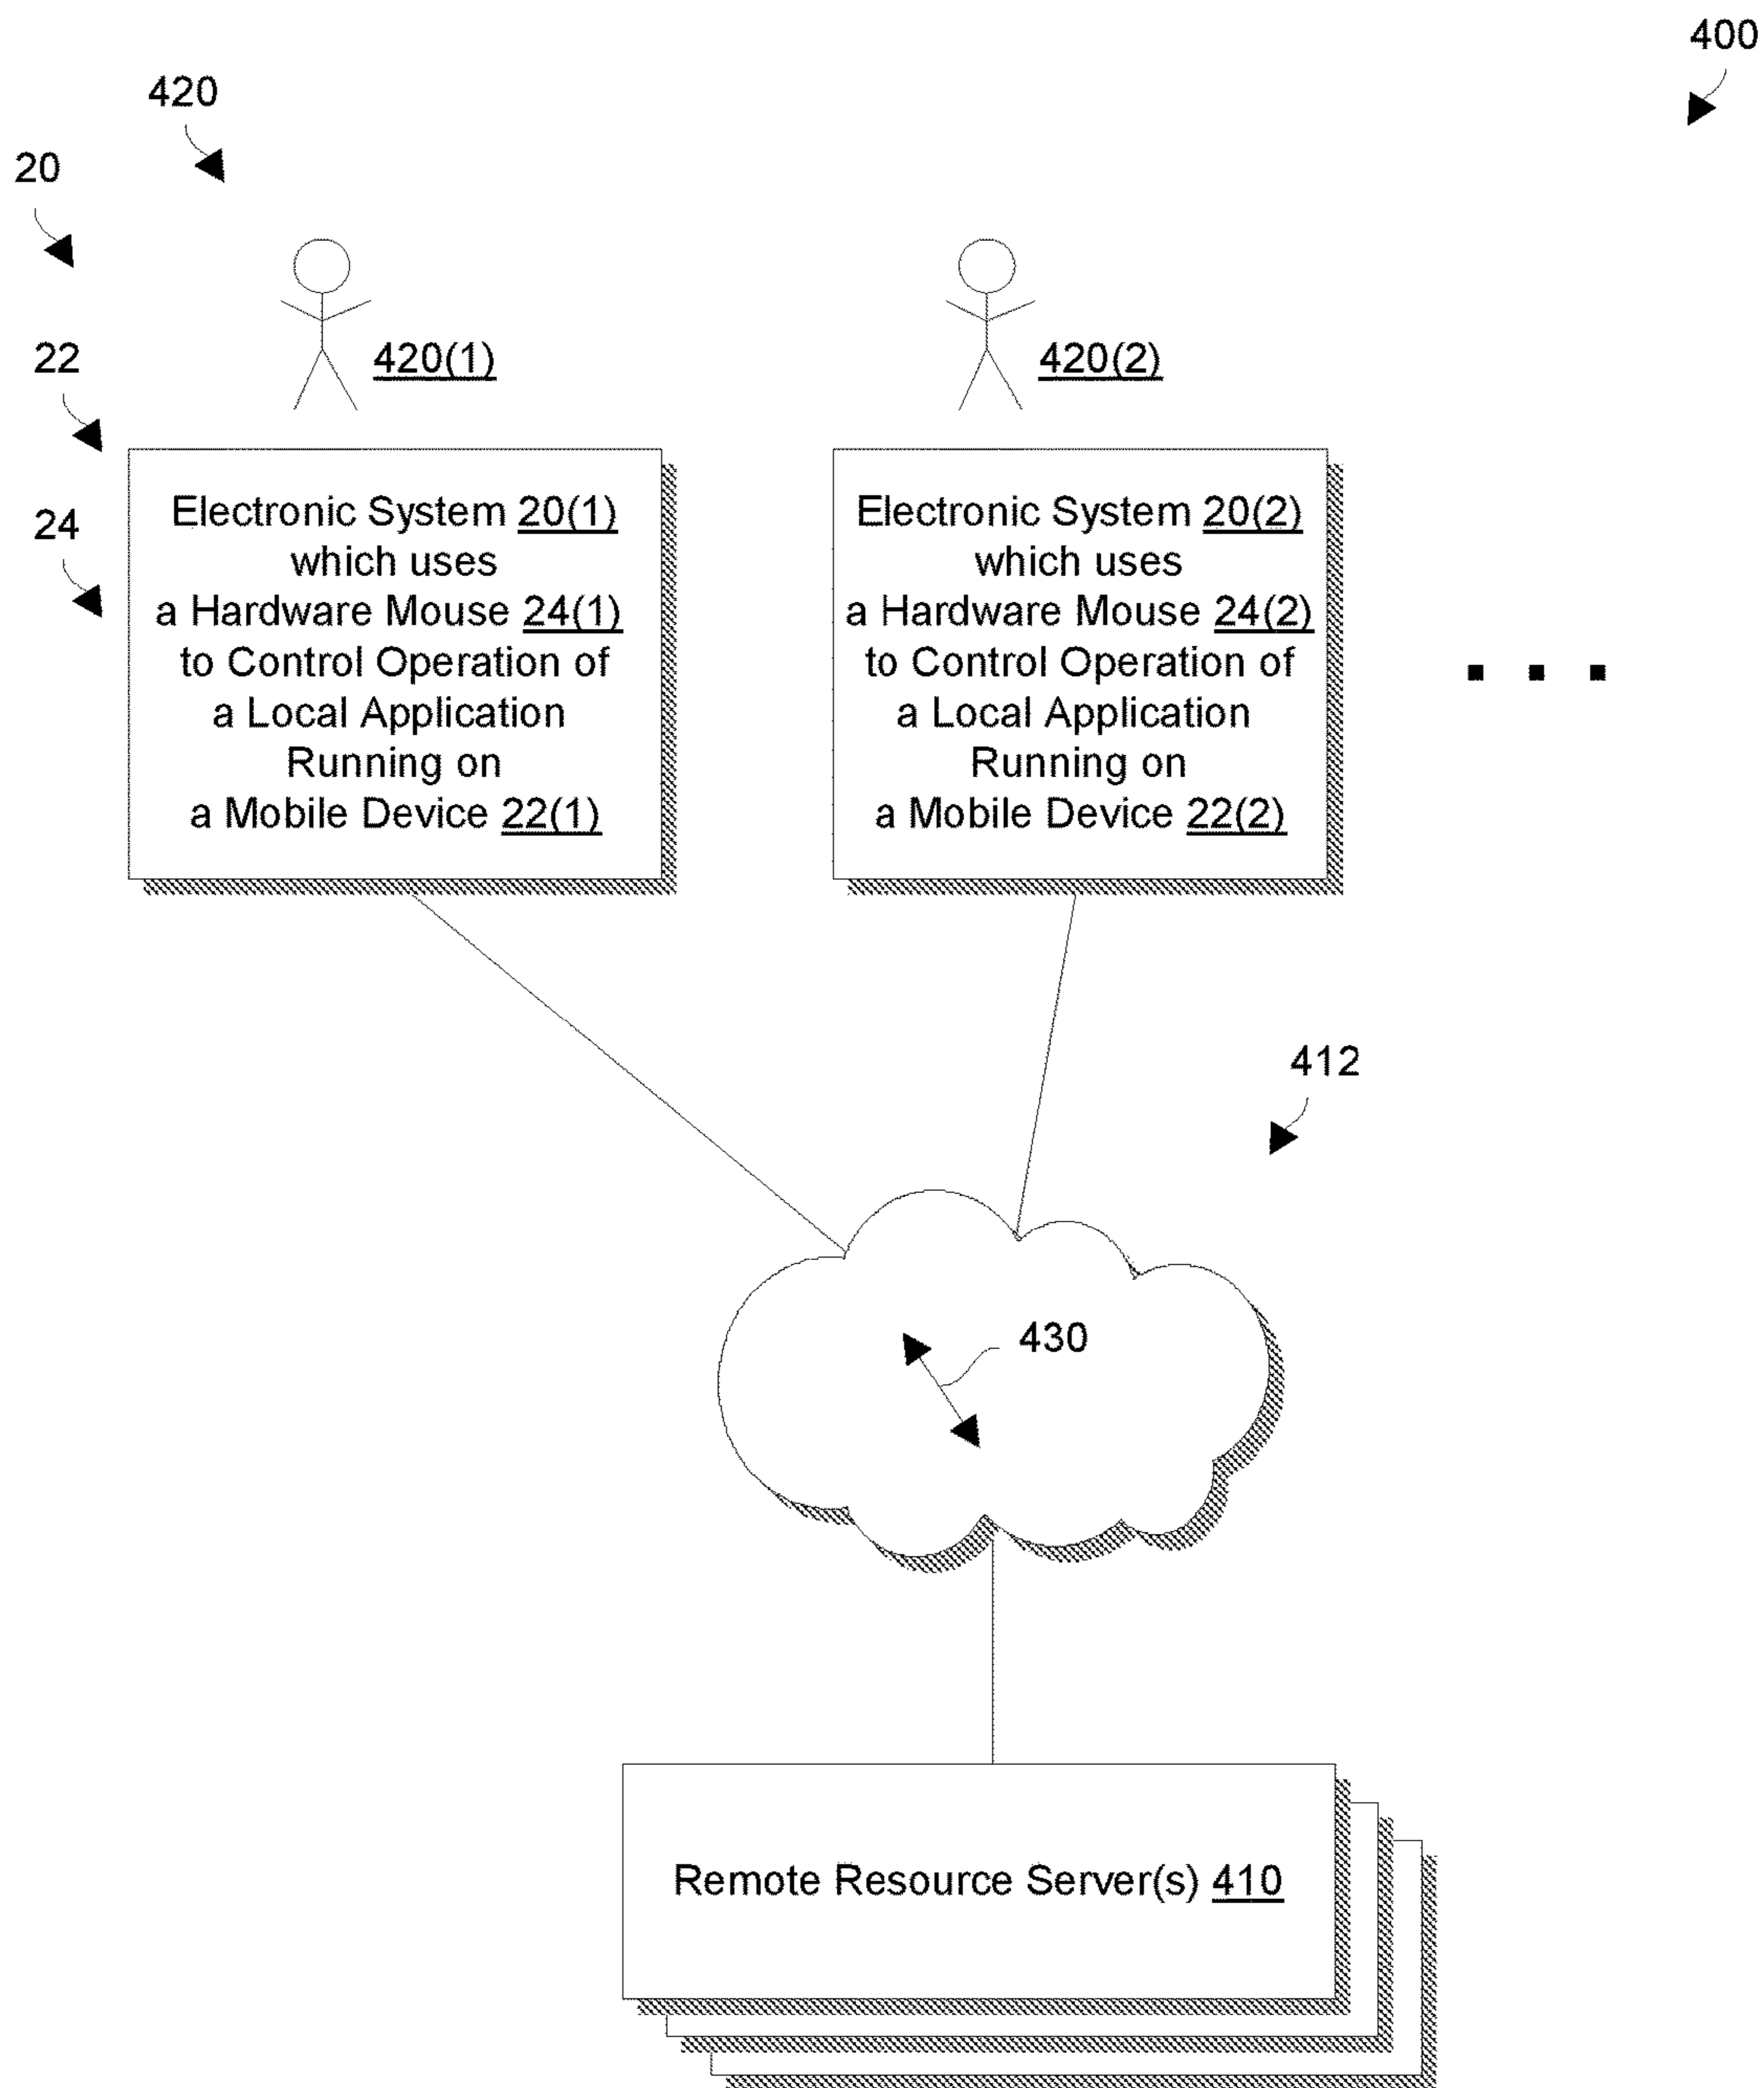 400
420
20
22
420(1)
420(2)
24
Electronic System 20(1)
which uses
a Hardware Mouse 24(1)
to Control Operation of
a Local Application
Running on
a Mobile Device 22(1)
Electronic System 20(2)
which uses
a Hardware Mouse 24(2)
to Control Operation of
a Local Application
Running on
a Mobile Device 22(2)
412
430
Remote Resource Server(s) 410